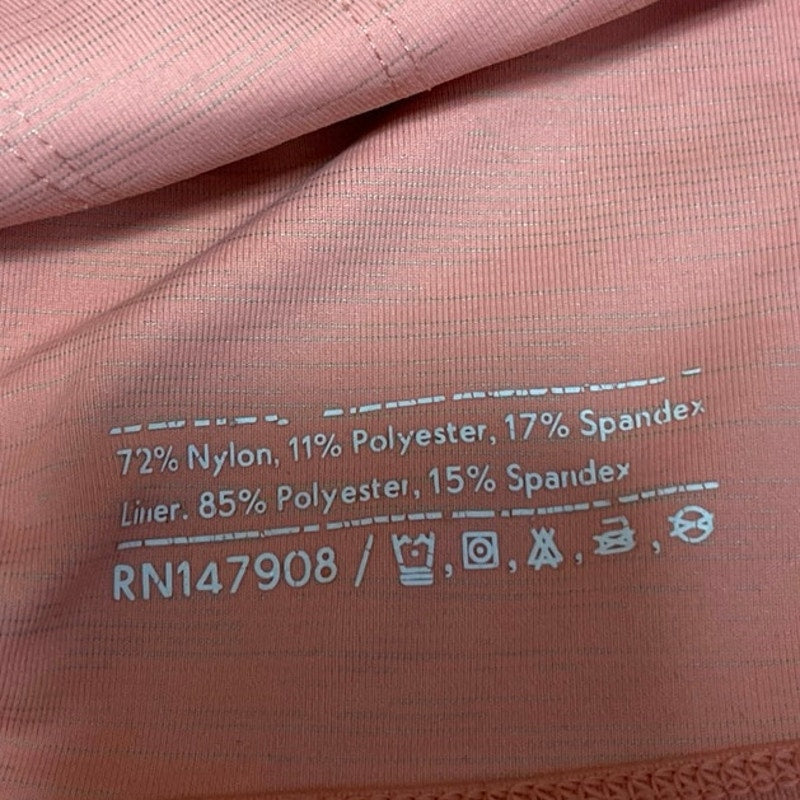 72% Nylon, 11% Polyester, 17% Spandex
Liner. 85% Polyester, 15% Spandex
RN147908 /